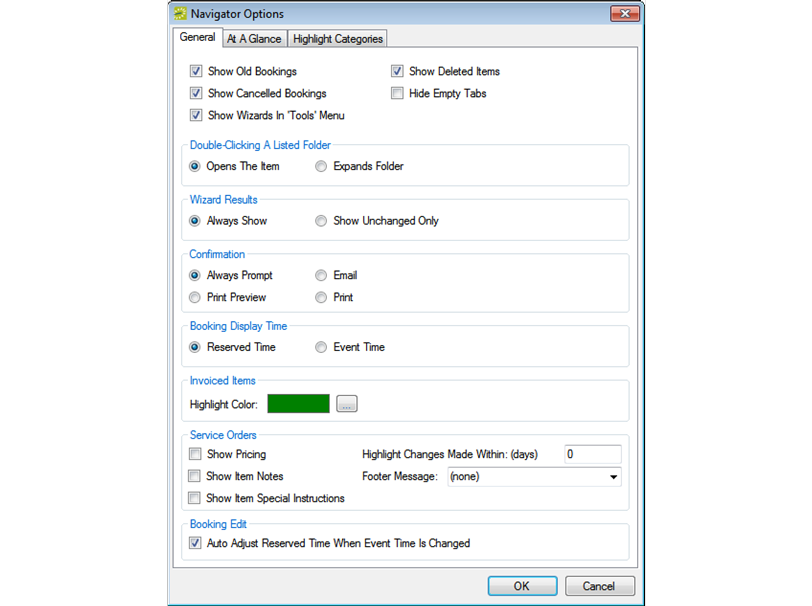 Navigator Options
General At A Glance Highlight Categories
Show Old Bookings Show Deleted Items
Show Cancelled Bookings Hide Empty Tabs
Show Wizards In 'Tools' Menu
Double-Clicking A Listed Folder
Opens The Item Expands Folder
Wizard Results
Always Show Show Unchanged Only
Confirmation
Always Prompt Email
Print Preview Print
Booking Display Time
Reserved Time Event Time
Invoiced Items
Highlight Color: ...
Service Orders
Show Pricing Highlight Changes Made Within: (days) 0
Show Item Notes Footer Message: (none)
Show Item Special Instructions
Booking Edit
Auto Adjust Reserved Time When Event Time Is Changed
OK Cancel